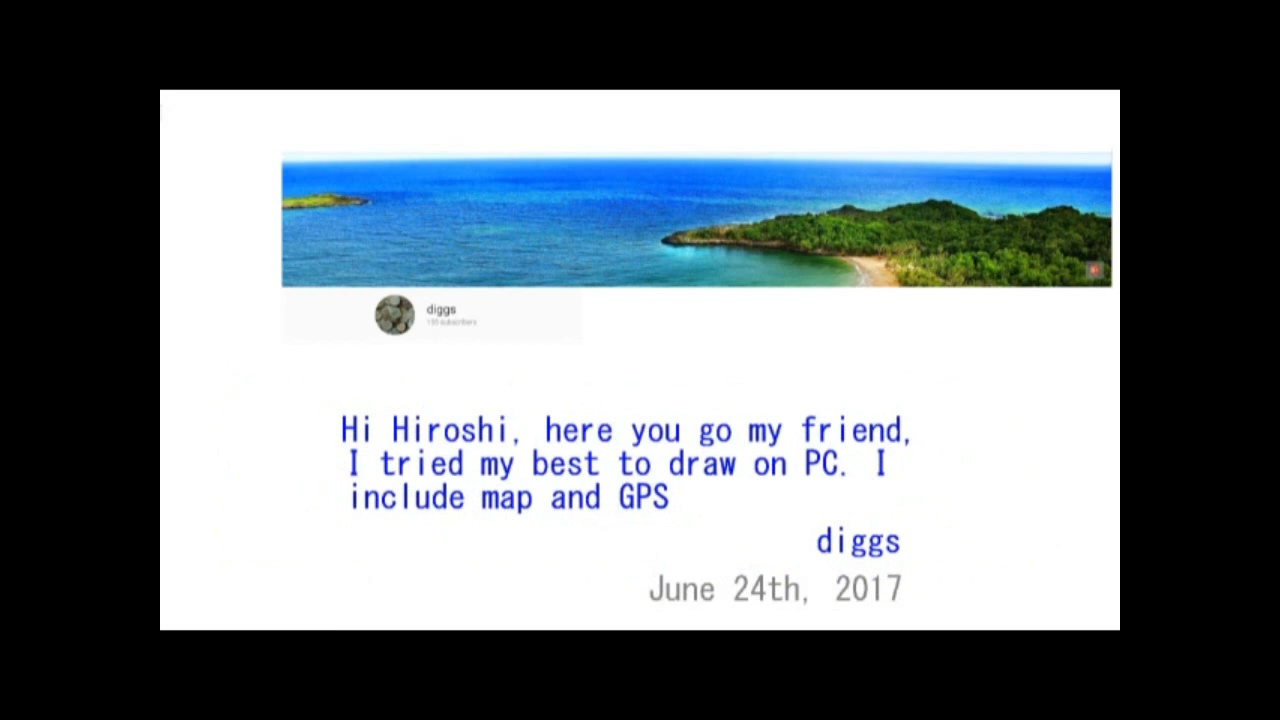 diggs
subscribers
Hi Hiroshi, here you go my friend,
I tried my best to draw on PC. I
include map and GPS
diggs
June 24th, 2017